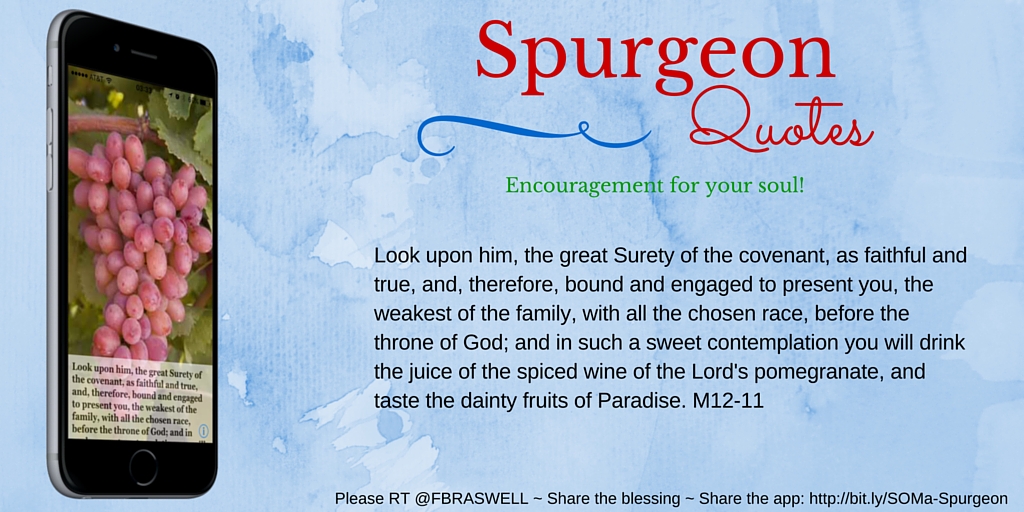 Spurgeon
Quotes
Encouragement for your soul!
Look upon him, the great Surety of the covenant, as faithful and
true, and, therefore, bound and engaged to present you, the
weakest of the family, with all the chosen race, before the
throne of God; and in such a sweet contemplation you will drink
the juice of the spiced wine of the Lord's pomegranate, and
taste the dainty fruits of Paradise. M12-11
AT&T
Look upon him, the great Surety of
the covenant, as faithful and true,
and, therefore, bound and engaged
to present you, the weakest of the
family, with all the chosen race,
before the throne of God; and in
Please RT @FBRASWELL ~ Share the blessing ~ Share the app: http://bit.ly/SOMa-Spurgeon